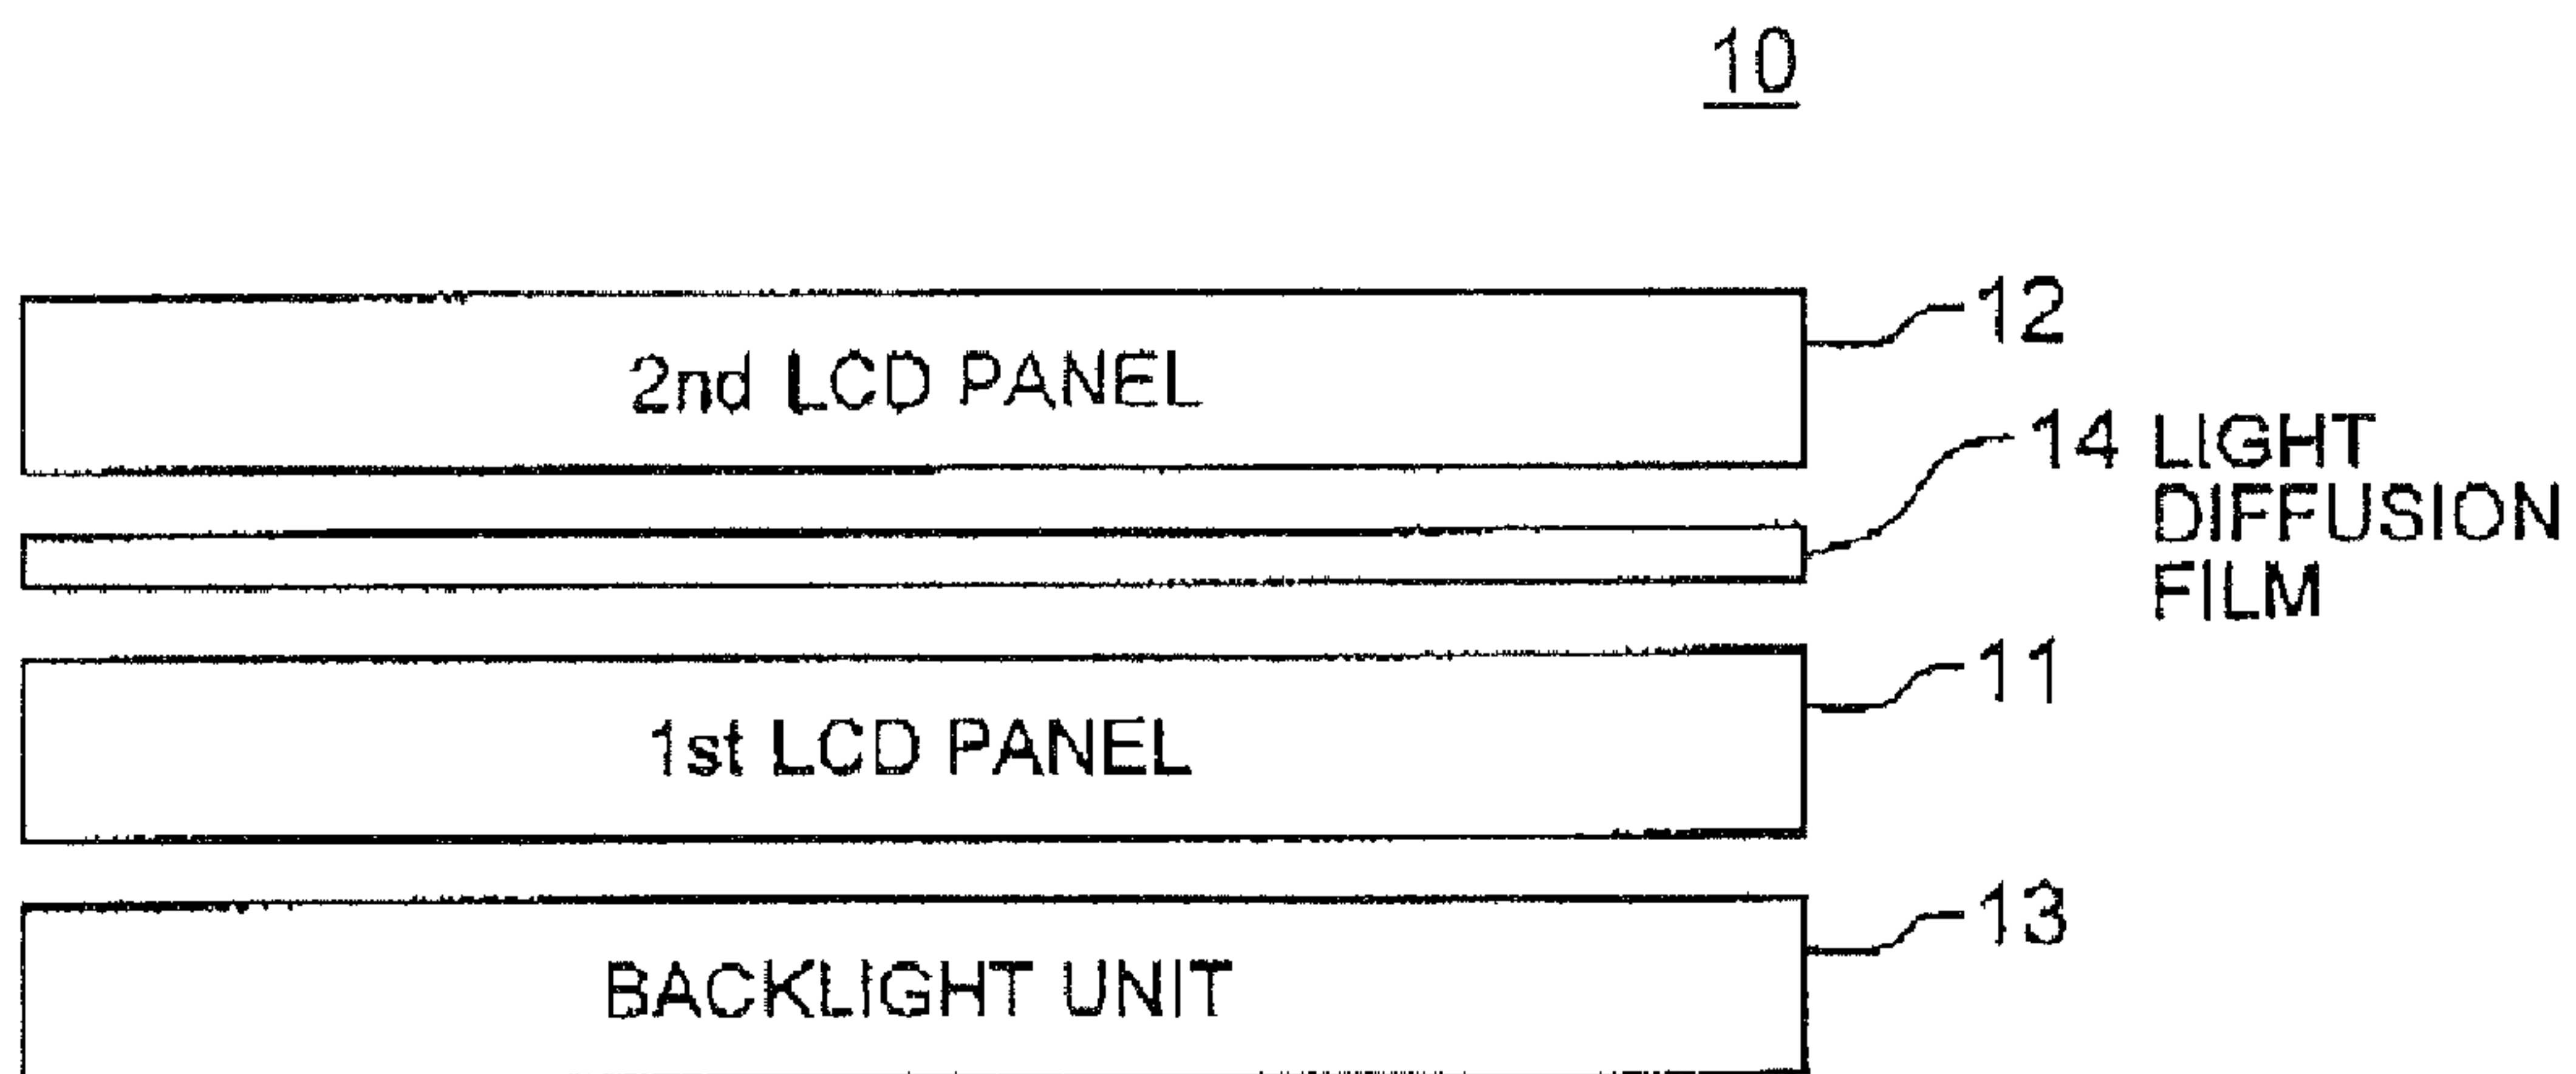 10
2nd LCD PANEL
12
14 LIGHT
DIFFUSION
FILM
1st LCD PANEL
11
BACKLIGHT UNIT
13